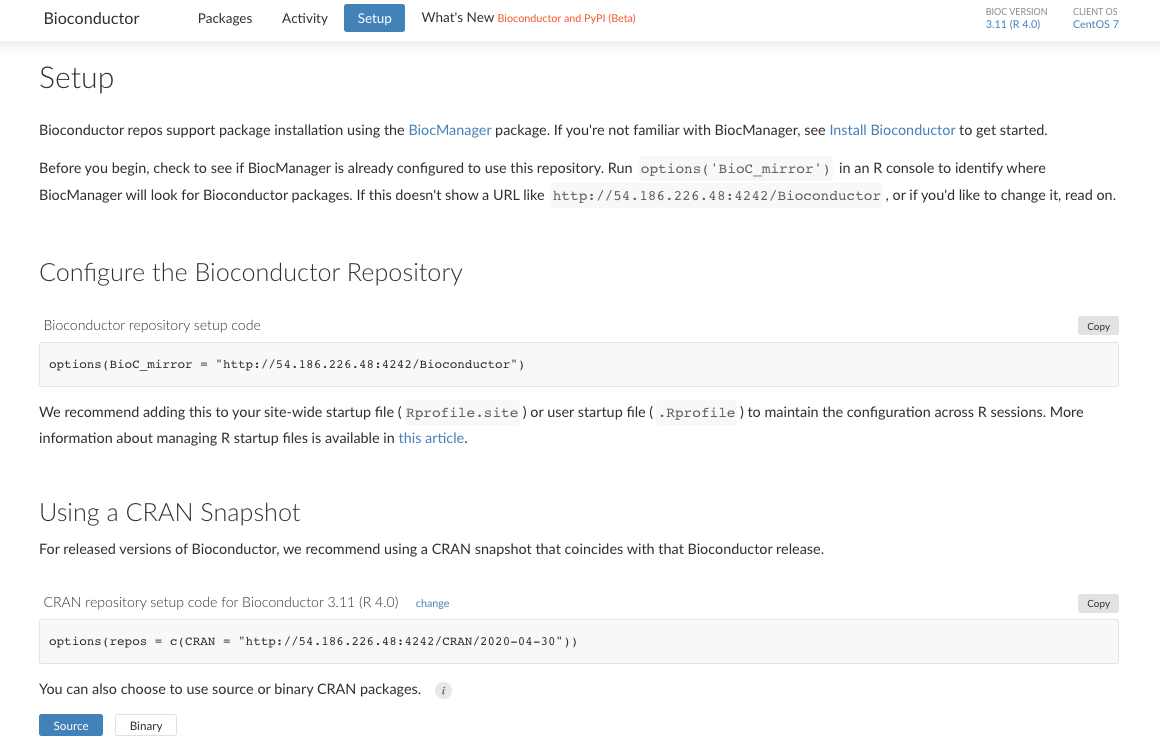 Bioconductor Packages Activity Setup What's New Bioconductor and PyPI (Beta) BIOC VERSION CLIENT OS
3.11 (R 4.0) CentOS 7
Setup
Bioconductor repos support package installation using the BiocManager package. If you're not familiar with BiocManager, see Install Bioconductor to get started.
Before you begin, check to see if BiocManager is already configured to use this repository. Run options('BioC_mirror') in an R console to identify where
BiocManager will look for Bioconductor packages. If this doesn't show a URL like http://54.186.226.48:4242/Bioconductor , or if you'd like to change it, read on.
Configure the Bioconductor Repository
Bioconductor repository setup code Copy
options(BioC_mirror = "http://54.186.226.48:4242/Bioconductor")
We recommend adding this to your site-wide startup file ( Rprofile.site ) or user startup file ( .Rprofile ) to maintain the configuration across R sessions. More
information about managing R startup files is available in this article.
Using a CRAN Snapshot
For released versions of Bioconductor, we recommend using a CRAN snapshot that coincides with that Bioconductor release.
CRAN repository setup code for Bioconductor 3.11 (R 4.0) change Copy
options(repos = c(CRAN = "http://54.186.226.48:4242/CRAN/2020-04-30"))
You can also choose to use source or binary CRAN packages. i
Source Binary